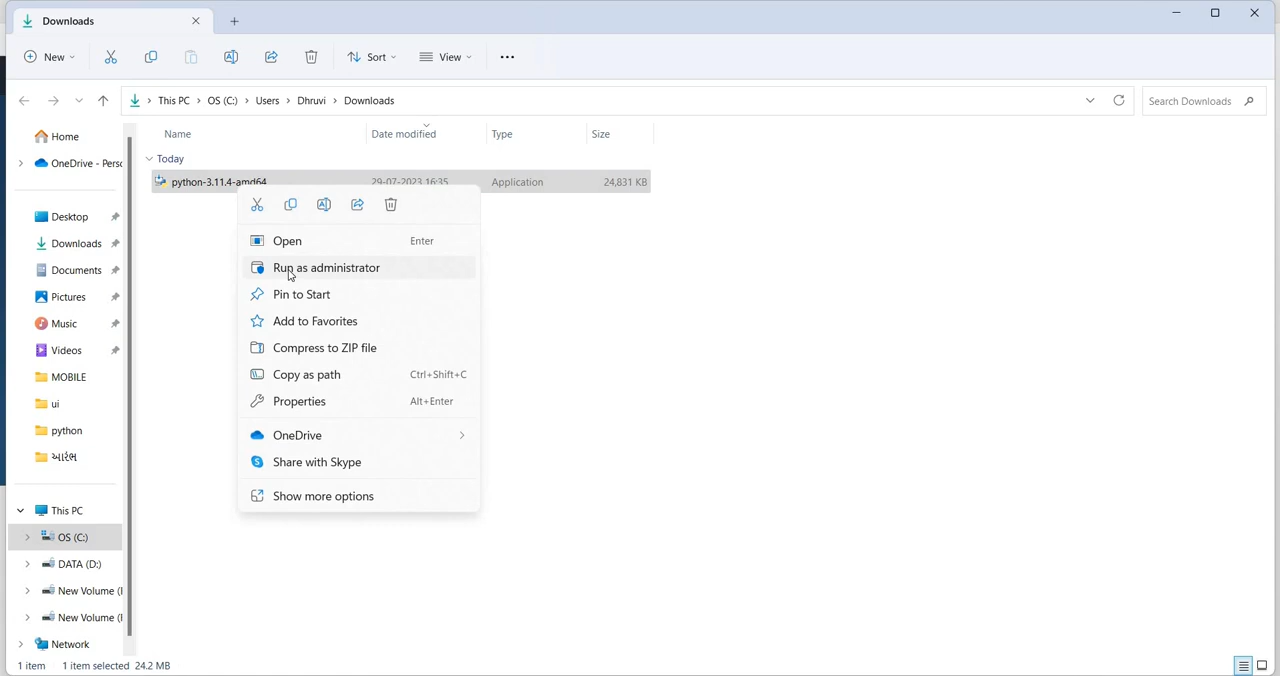 Downloads
New
Sort
View
This PC > OS (C:) > Users > Dhruvi > Downloads
Search Downloads
Name Date modified Type Size
Today
python-3.11.4-amd64 29-07-2023 16:35 Application 24,831 KB
Home
OneDrive - Perso
Desktop
Downloads
Documents
Pictures
Music
Videos
MOBILE
ui
python
This PC
OS (C:)
DATA (D:)
New Volume (
New Volume (
Network
Open Enter
Run as administrator
Pin to Start
Add to Favorites
Compress to ZIP file
Copy as path Ctrl+Shift+C
Properties Alt+Enter
OneDrive
Share with Skype
Show more options
1 item 1 item selected 24.2 MB